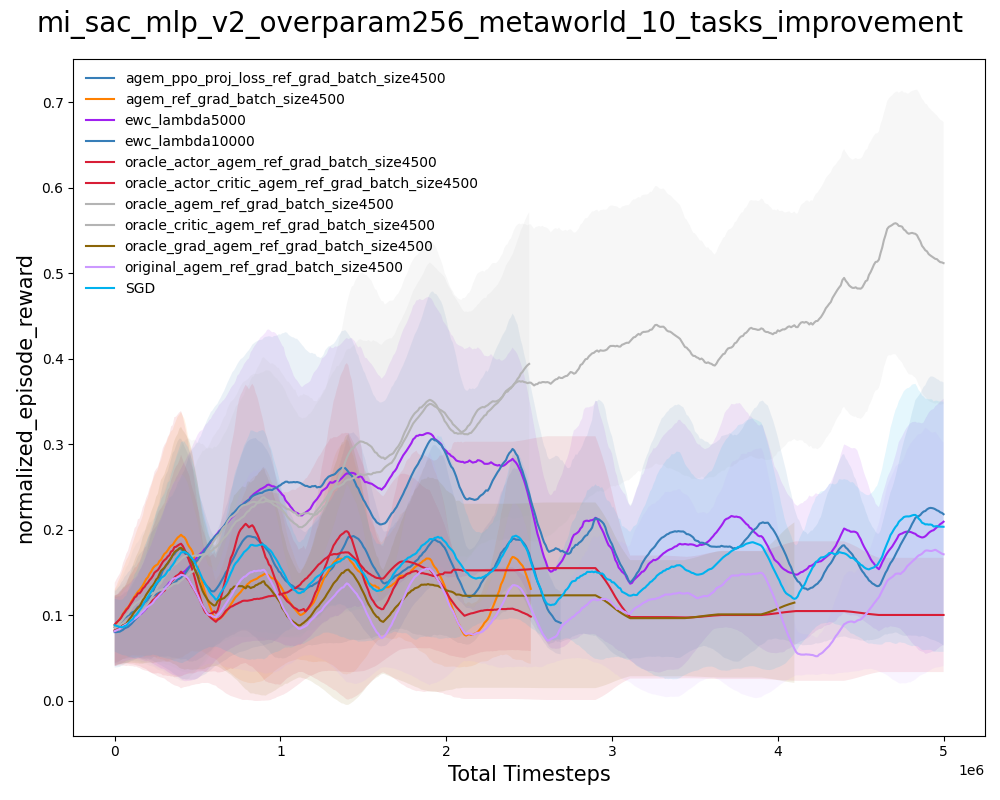 mi_sac_mlp_v2_overparam256_metaworld_10_tasks_improvement
agem_ppo_proj_loss_ref_grad_batch_size4500
agem_ref_grad_batch_size4500
ewc_lambda5000
ewc_lambda10000
oracle_actor_agem_ref_grad_batch_size4500
oracle_actor_critic_agem_ref_grad_batch_size4500
oracle_agem_ref_grad_batch_size4500
oracle_critic_agem_ref_grad_batch_size4500
oracle_grad_agem_ref_grad_batch_size4500
original_agem_ref_grad_batch_size4500
SGD
normalized_episode_reward
0.7
0.6
0.5
0.4
0.3
0.2
0.1
0.0
0 1 2 3 4 5
1e6
Total Timesteps